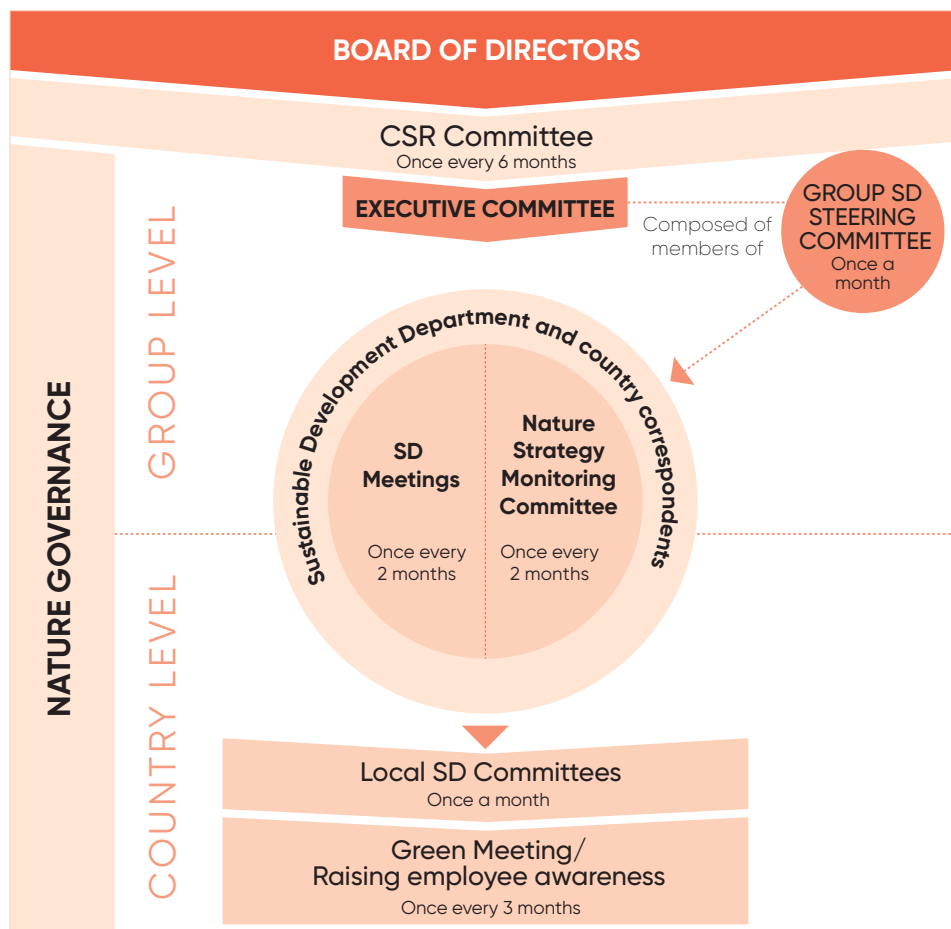 BOARD OF DIRECTORS
CSR Committee
Once every 6 months
EXECUTIVE COMMITTEE
Composed of
members of
GROUP SD
STEERING
COMMITTEE
Once a
month
NATURE GOVERNANCE
GROUP LEVEL
Sustainable Development Department and country correspondents
SD
Meetings
Once every
2 months
Nature
Strategy
Monitoring
Committee
Once every
2 months
COUNTRY LEVEL
Local SD Committees
Once a month
Green Meeting/
Raising employee awareness
Once every 3 months